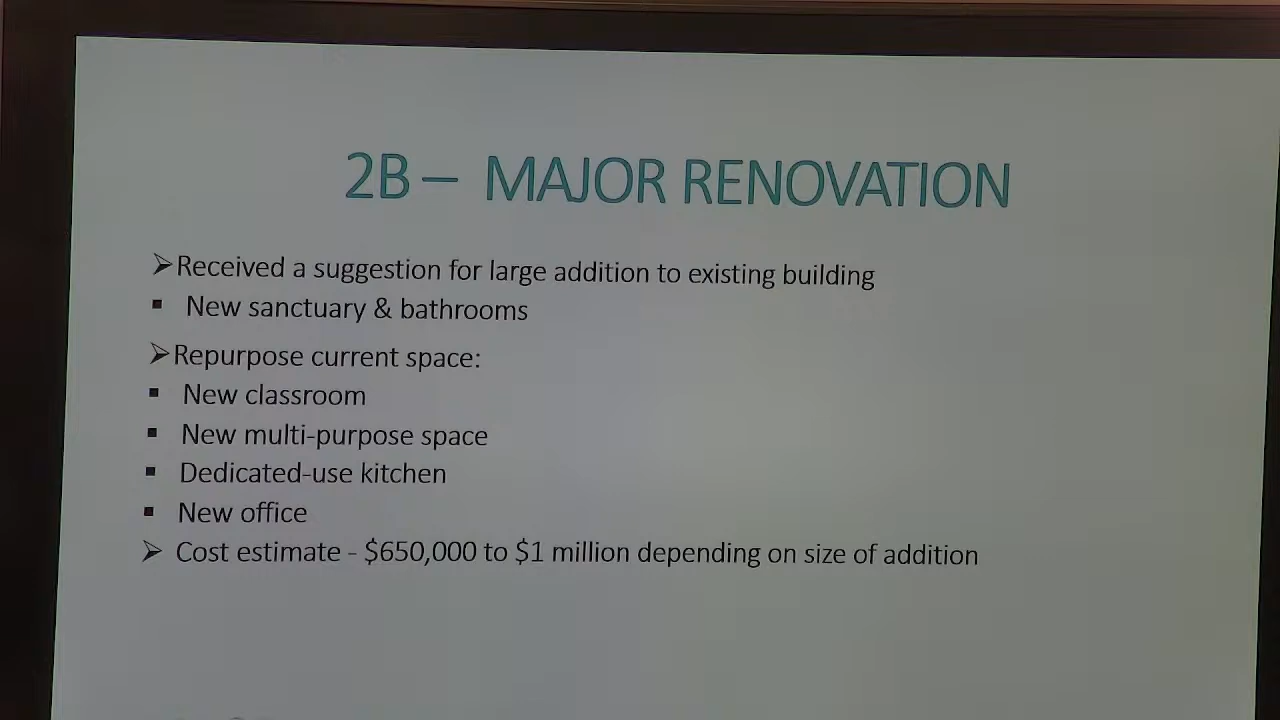 2B – MAJOR RENOVATION
➢Received a suggestion for large addition to existing building
▪ New sanctuary & bathrooms
➢Repurpose current space:
▪ New classroom
▪ New multi-purpose space
▪ Dedicated-use kitchen
▪ New office
➢ Cost estimate - $650,000 to $1 million depending on size of addition